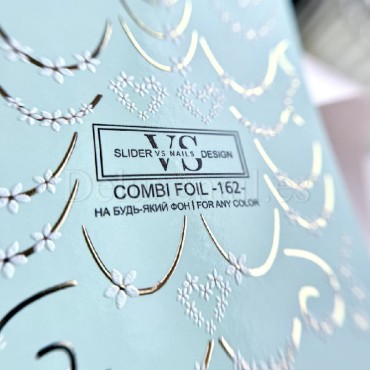 VS
SLIDER VS NAILS DESIGN
COMBI FOIL -162-
НА БУДЬ-ЯКИЙ ФОН | FOR ANY COLOR